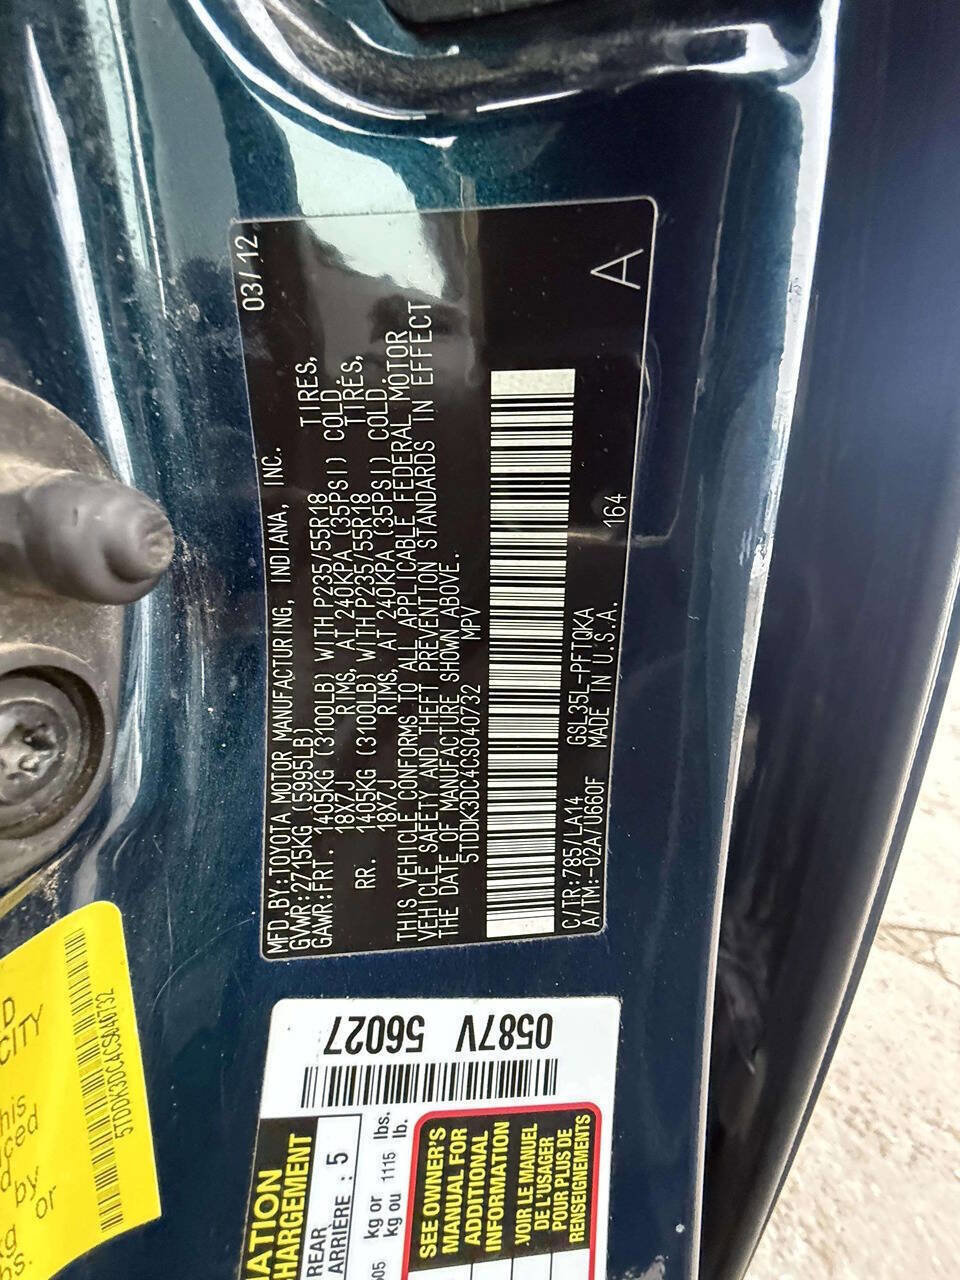 MFD.BY:TOYOTA MOTOR MANUFACTURING, INDIANA, INC. 03/12
GVWR:2715KG (5995LB)
GAWR:FRT. 1405KG (3100LB) WITH P235/55R18 TIRES,
18X7J RIMS, AT 240KPA (35PSI) COLD.
RR. 1405KG (3100LB) WITH P235/55R18 TIRES,
18X7J RIMS, AT 240KPA (35PSI) COLD.
THIS VEHICLE CONFORMS TO ALL APPLICABLE FEDERAL MOTOR
VEHICLE SAFETY AND THEFT PREVENTION STANDARDS IN EFFECT
THE DATE OF MANUFACTURE SHOWN ABOVE.
5TDDK3DC4CS040732 MPV
C/TR:785/LA14 GSL35L-PFTQKA
A/TM:-02A/U660F MADE IN U.S.A. 164
A
0587V 56027
HARGEMENT
REAR
ARRIÈRE : 5
kg or
kg ou 1115 lbs.
lb.
SEE OWNER'S
MANUAL FOR
ADDITIONAL
INFORMATION
VOIR LE MANUEL
DE L'USAGER
POUR PLUS DE
RENSEIGNEMENTS
CITY
5TDDK3DC4CS040732
by
or